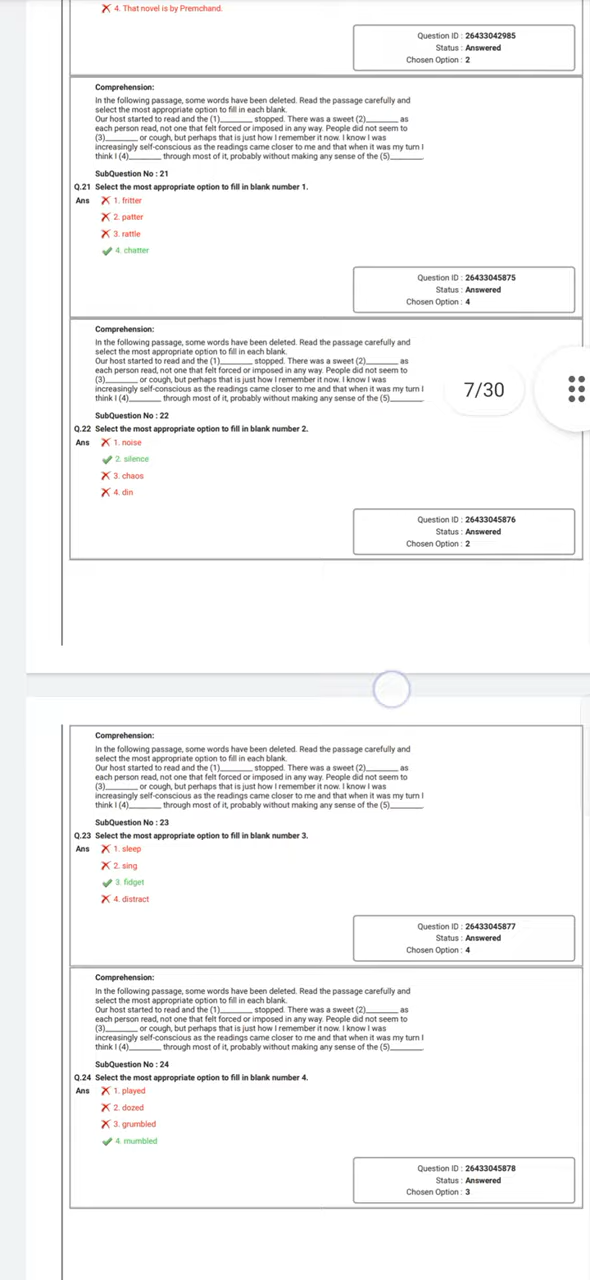 4. That novel is by Premchand.
Question ID : 26433042985
Status : Answered
Chosen Option : 2
Comprehension:
In the following passage, some words have been deleted. Read the passage carefully and
select the most appropriate option to fill in each blank.
Our host started to read and the (1)_______ stopped. There was a sweet (2)_______ as
each person read, not one that felt forced or imposed in any way. People did not seem to
(3)_______ or cough, but perhaps that is just how I remember it now. I know I was
increasingly self-conscious as the readings came closer to me and that when it was my turn I
think I (4)_______ through most of it, probably without making any sense of the (5)_______.
SubQuestion No : 21
Q.21 Select the most appropriate option to fill in blank number 1.
Ans 1. fritter
2. patter
3. rattle
4. chatter
Question ID : 26433045875
Status : Answered
Chosen Option : 4
Comprehension:
In the following passage, some words have been deleted. Read the passage carefully and
select the most appropriate option to fill in each blank.
Our host started to read and the (1)_______ stopped. There was a sweet (2)_______ as
each person read, not one that felt forced or imposed in any way. People did not seem to
(3)_______ or cough, but perhaps that is just how I remember it now. I know I was
increasingly self-conscious as the readings came closer to me and that when it was my turn I
think I (4)_______ through most of it, probably without making any sense of the (5)_______.
7/30
SubQuestion No : 22
Q.22 Select the most appropriate option to fill in blank number 2.
Ans 1. noise
2. silence
3. chaos
4. din
Question ID : 26433045876
Status : Answered
Chosen Option : 2
Comprehension:
In the following passage, some words have been deleted. Read the passage carefully and
select the most appropriate option to fill in each blank.
Our host started to read and the (1)_______ stopped. There was a sweet (2)_______ as
each person read, not one that felt forced or imposed in any way. People did not seem to
(3)_______ or cough, but perhaps that is just how I remember it now. I know I was
increasingly self-conscious as the readings came closer to me and that when it was my turn I
think I (4)_______ through most of it, probably without making any sense of the (5)_______.
SubQuestion No : 23
Q.23 Select the most appropriate option to fill in blank number 3.
Ans 1. sleep
2. sing
3. fidget
4. distract
Question ID : 26433045877
Status : Answered
Chosen Option : 4
Comprehension:
In the following passage, some words have been deleted. Read the passage carefully and
select the most appropriate option to fill in each blank.
Our host started to read and the (1)_______ stopped. There was a sweet (2)_______ as
each person read, not one that felt forced or imposed in any way. People did not seem to
(3)_______ or cough, but perhaps that is just how I remember it now. I know I was
increasingly self-conscious as the readings came closer to me and that when it was my turn I
think I (4)_______ through most of it, probably without making any sense of the (5)_______.
SubQuestion No : 24
Q.24 Select the most appropriate option to fill in blank number 4.
Ans 1. played
2. dozed
3. grumbled
4. mumbled
Question ID : 26433045878
Status : Answered
Chosen Option : 3